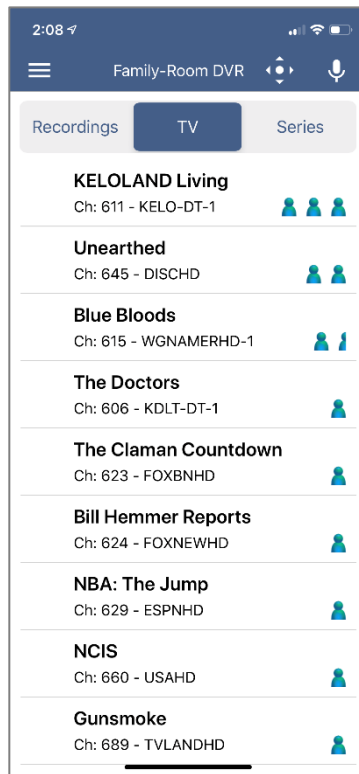 2:08
Family-Room DVR
Recordings TV Series
KELOLAND Living
Ch: 611 - KELO-DT-1
Unearthed
Ch: 645 - DISCHD
Blue Bloods
Ch: 615 - WGNAMERHD-1
The Doctors
Ch: 606 - KDLT-DT-1
The Claman Countdown
Ch: 623 - FOXBNHD
Bill Hemmer Reports
Ch: 624 - FOXNEWHD
NBA: The Jump
Ch: 629 - ESPNHD
NCIS
Ch: 660 - USAHD
Gunsmoke
Ch: 689 - TVLANDHD